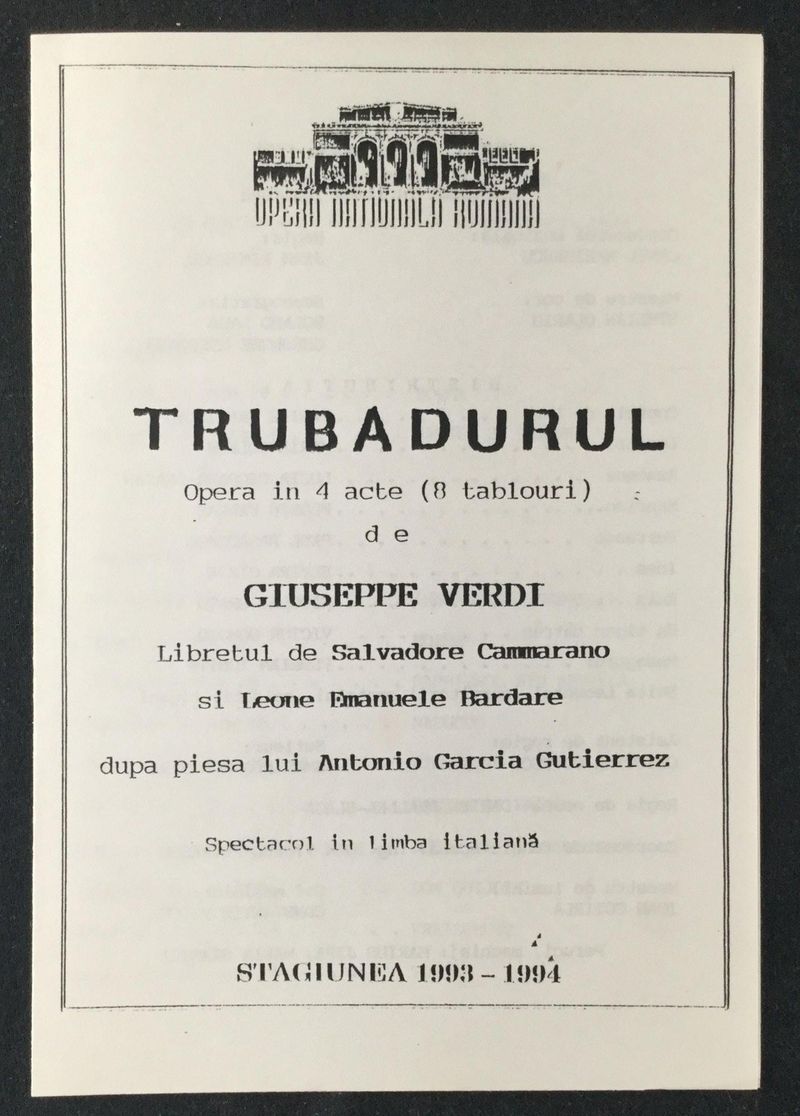 OPERA NATIONALA ROMANA
TRUBADURUL
Opera in 4 acte (8 tablouri)
de
GIUSEPPE VERDI
Libretul de Salvadore Cammarano
si Leone Emanuele Bardare
dupa piesa lui Antonio Garcia Gutierrez
Spectacol in limba italiană
STAGIUNEA 1993 - 1994